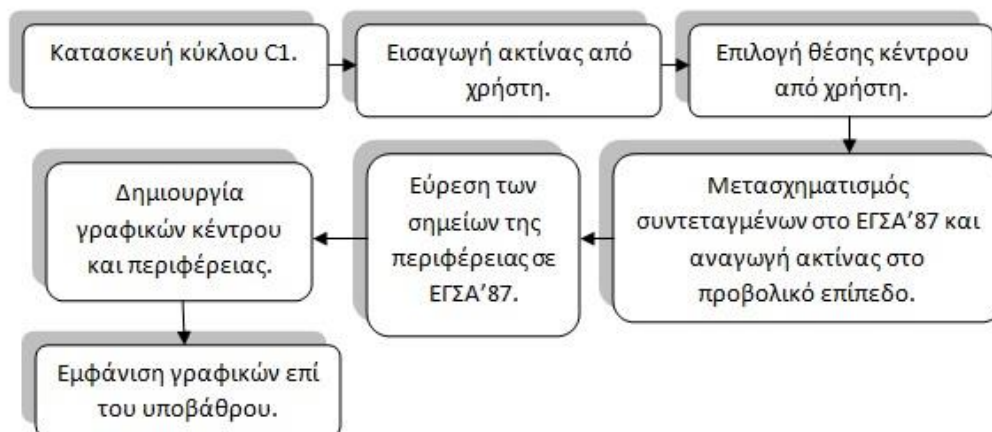 Κατασκευή κύκλου C1.
Εισαγωγή ακτίνας από
χρήστη.
Επιλογή θέσης κέντρου
από χρήστη.
Μετασχηματισμός
συντεταγμένων στο ΕΓΣΑ’87 και
αναγωγή ακτίνας στο
προβολικό επίπεδο.
Εύρεση των
σημείων της
περιφέρειας σε
ΕΓΣΑ’87.
Δημιουργία
γραφικών κέντρου
και περιφέρειας.
Εμφάνιση γραφικών επί
του υποβάθρου.